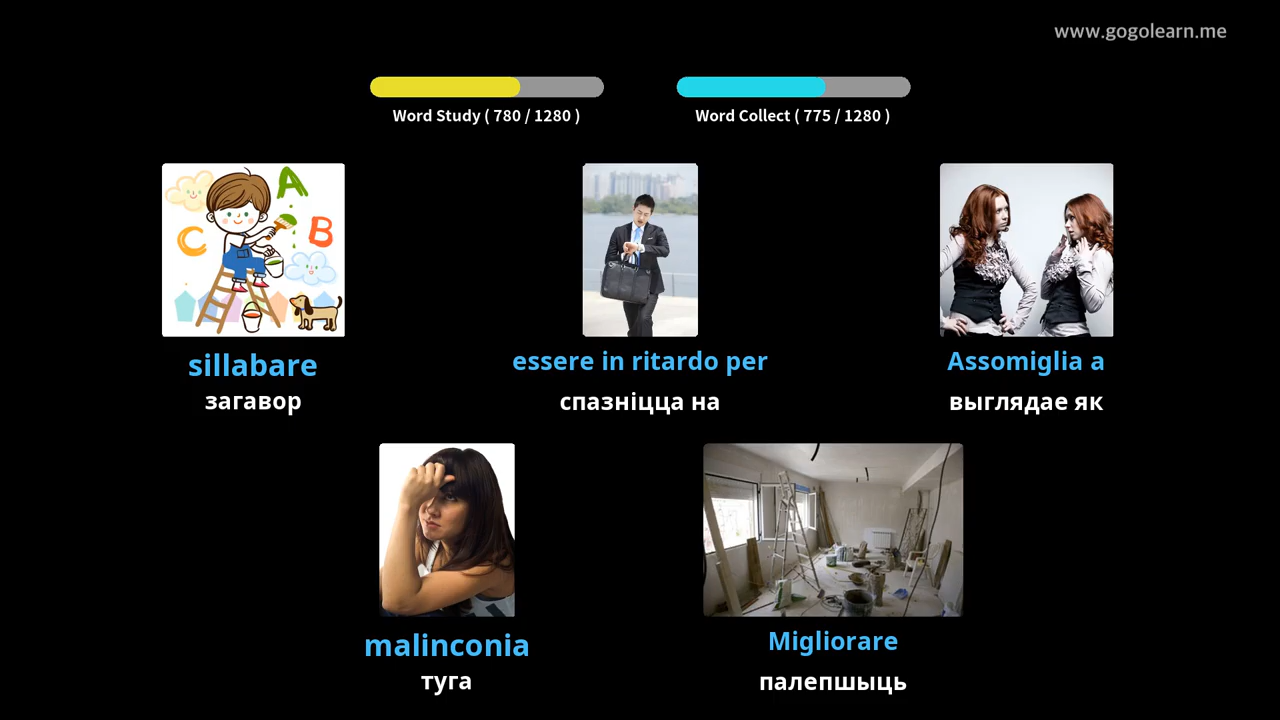 www.gogolearn.me
Word Study ( 780 / 1280 )
Word Collect ( 775 / 1280 )
A
B
C
sillabare
загавор
essere in ritardo per
спазніцца на
Assomiglia a
выглядае як
malinconia
туга
Migliorare
палепшыць